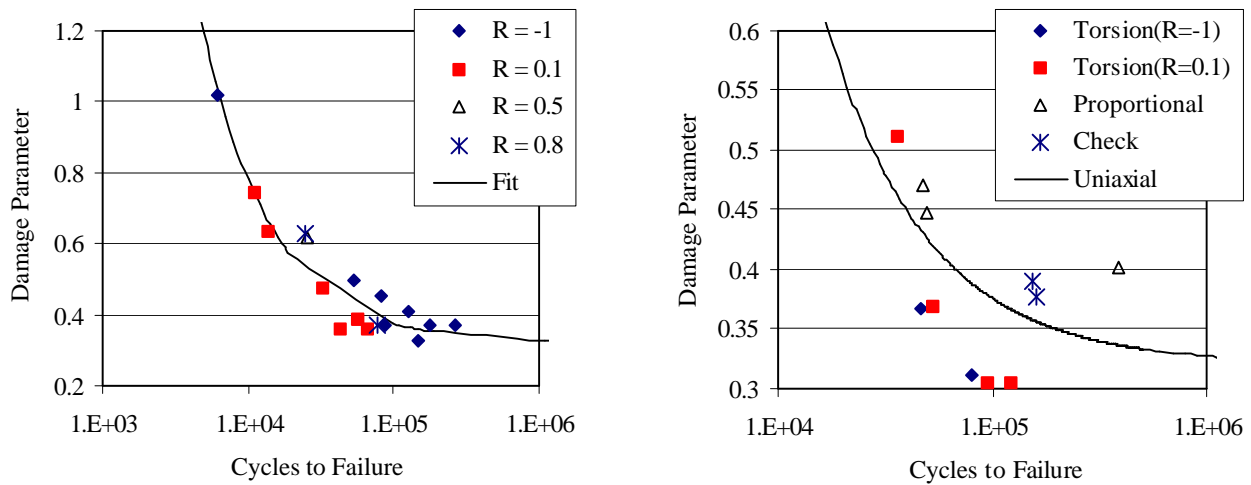 1.2
1
0.8
0.6
0.4
0.2
Damage Parameter
1.E+03 1.E+04 1.E+05 1.E+06
Cycles to Failure
R = -1
R = 0.1
R = 0.5
R = 0.8
Fit
0.6
0.55
0.5
0.45
0.4
0.35
0.3
Damage Parameter
1.E+04 1.E+05 1.E+06
Cycles to Failure
Torsion(R=-1)
Torsion(R=0.1)
Proportional
Check
Uniaxial